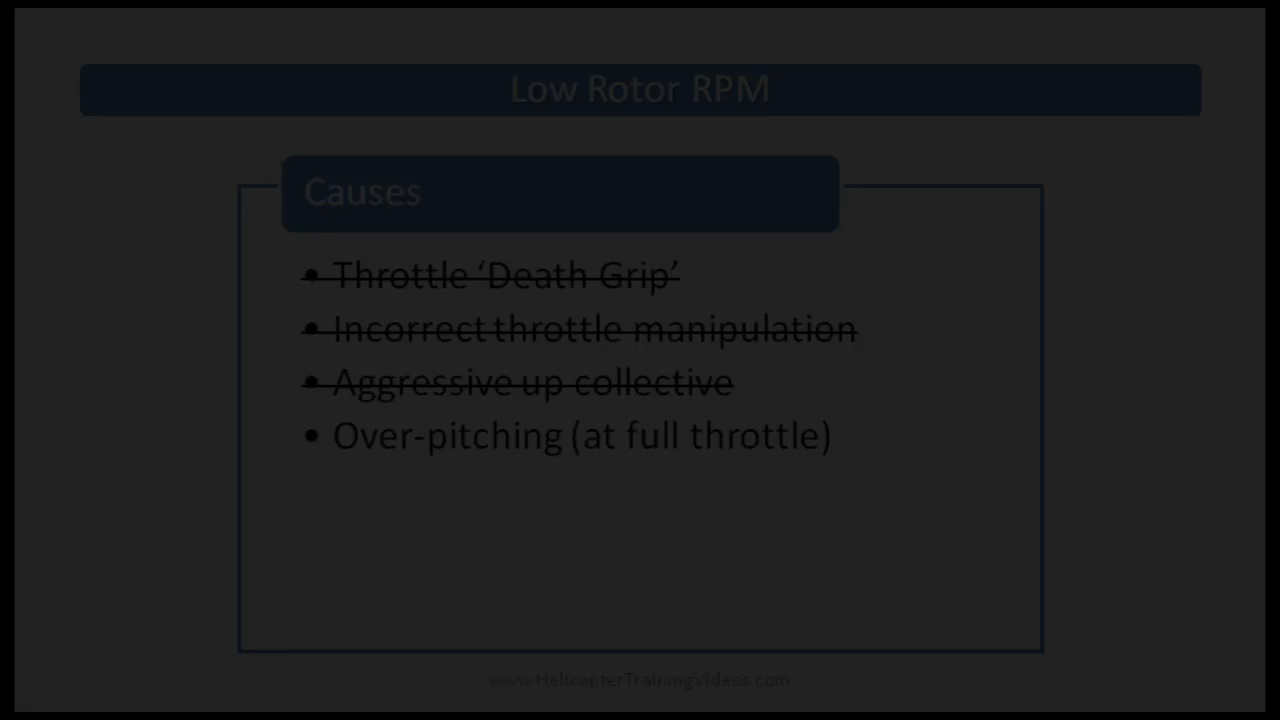 Low Rotor RPM
Causes
• Throttle ‘Death Grip’
• Incorrect throttle manipulation
• Aggressive up collective
• Over-pitching (at full throttle)
www.HelicopterTrainingVideos.com